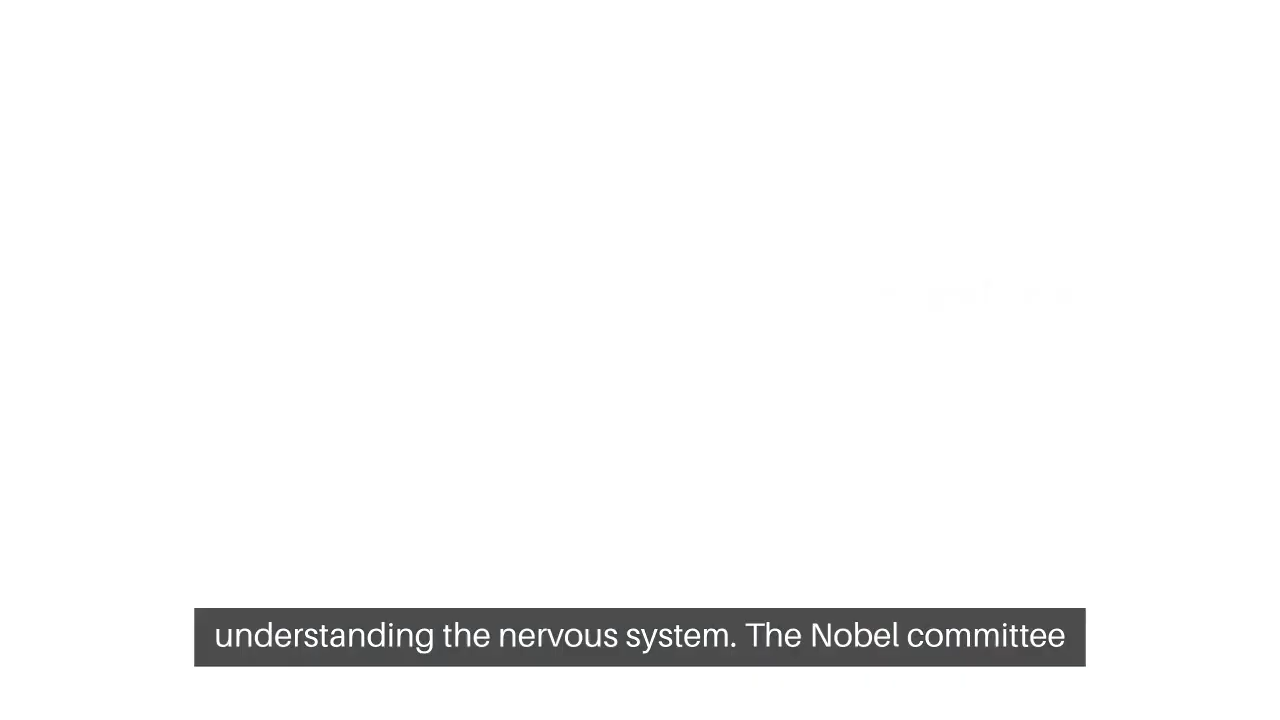 understanding the nervous system. The Nobel committee